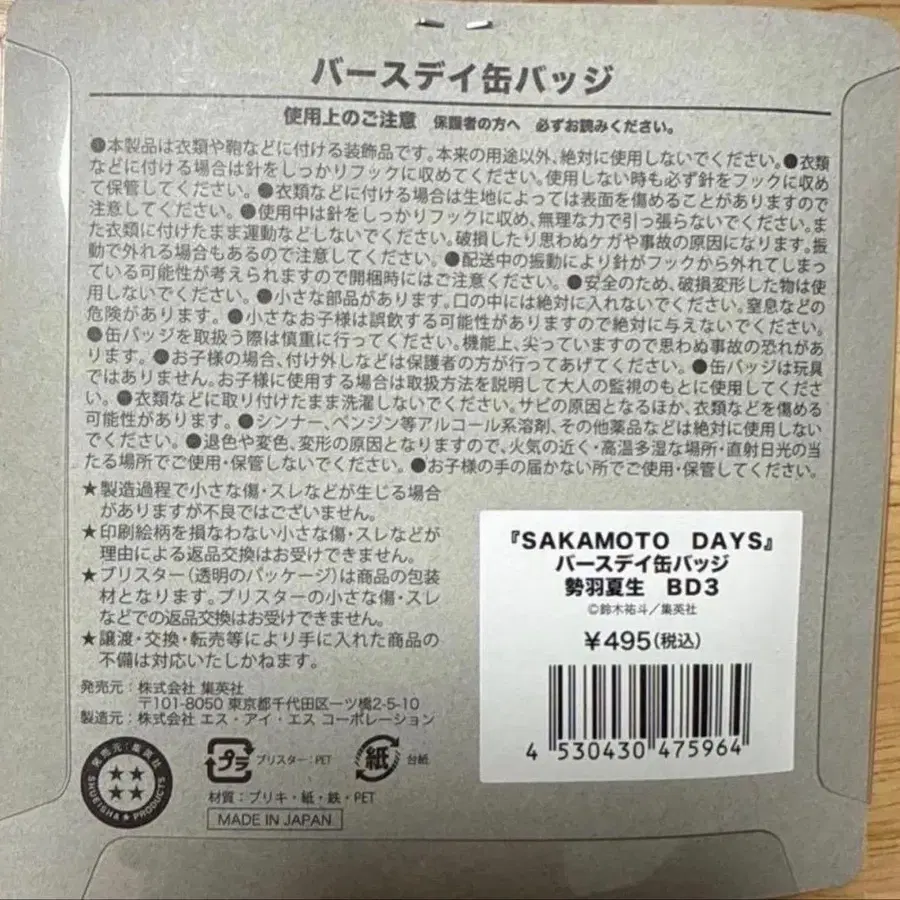 バースデイ缶バッジ
使用上のご注意 保護者の方へ 必ずお読みください。
●本製品は衣類や鞄などに付ける装飾品です。本来の用途以外、絶対に使用しないでください。●衣類
などに付ける場合は針をしっかりフックに収めてください。使用しない時も必ず針をフックに収め
て保管してください。●衣類などに付ける場合は生地によっては表面を傷めることがありますので
注意してください。●使用中は針をしっかりフックに収め、無理な力で引っ張らないでください。ま
た衣類に付けたまま運動などしないでください。破損したり思わぬケガや事故の原因になります。振
動で外れる場合もあるので注意してください。●配送中の振動により針がフックから外れてしまっ
ている可能性が考えられますので開梱時にはご注意ください。●安全のため、破損変形した物は使
用しないでください。●小さな部品があります。口の中には絶対に入れないでください。窒息などの
危険があります。●小さなお子様は誤飲する可能性がありますので絶対に与えないでください。
●缶バッジを取扱う際は慎重に行ってください。機能上、尖っていますので思わぬ事故の恐れがあ
ります。●お子様の場合、付け外しなどは保護者の方が行ってあげてください。●缶バッジは玩具
ではありません。お子様に使用する場合は取扱方法を説明して大人の監視のもとに使用してくださ
い。●衣類などに取り付けたまま洗濯しないでください。サビの原因となるほか、衣類などを傷める
可能性があります。●シンナー、ベンジン等アルコール系溶剤、その他薬品などは絶対に使用しない
でください。●退色や変色、変形の原因となりますので、火気の近く・高温多湿な場所・直射日光の当
たる場所でご使用・保管しないでください。●お子様の手の届かない所でご使用・保管してください。
★製造過程で小さな傷・スレなどが生じる場合
がありますが不良ではございません。
★印刷絵柄を損なわない小さな傷・スレなどが
理由による返品交換はお受けできません。
★ブリスター(透明のパッケージ)は商品の包装
材となります。ブリスターの小さな傷・スレ
などでの返品交換はお受けできません。
★譲渡・交換・転売等により手に入れた商品の
不備は対応いたしかねます。
発売元：株式会社 集英社
〒101-8050 東京都千代田区一ツ橋2-5-10
製造元：株式会社 エス・アイ・エス コーポレーション
発売元：集英社
SHUEISHA PRODUCTS
プラ
ブリスター：PET
紙
台紙
材質：ブリキ・紙・鉄・PET
MADE IN JAPAN
『SAKAMOTO DAYS』
バースデイ缶バッジ
勢羽夏生 BD3
©鈴木祐斗／集英社
¥495(税込)
4 530430 475964